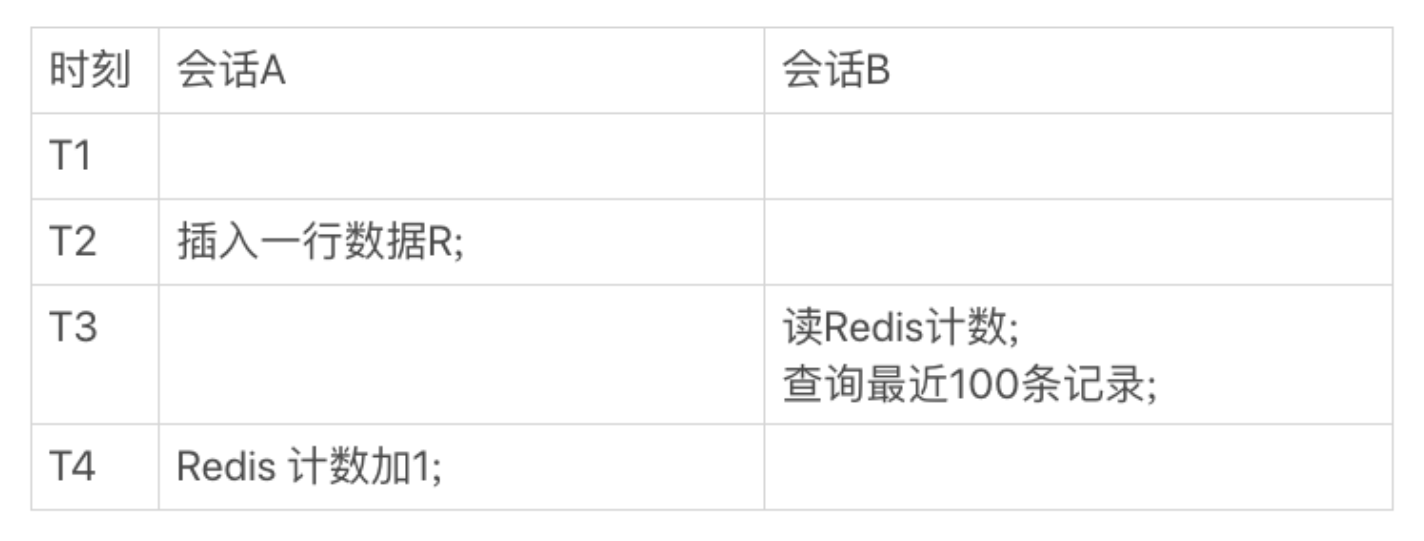 时刻 会话A 会话B
T1
T2 插入一行数据R;
T3 读Redis计数;
查询最近100条记录;
T4 Redis 计数加1;